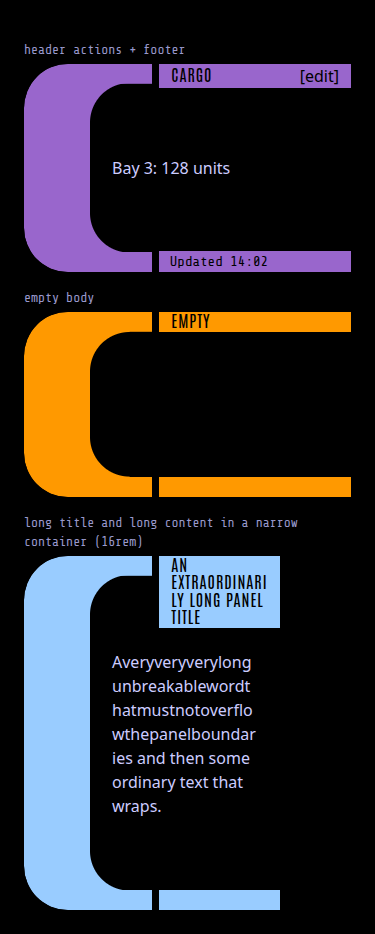 header actions + footer
CARGO [edit]
Bay 3: 128 units
Updated 14:02
empty body
EMPTY
long title and long content in a narrow
container (16rem)
AN
EXTRAORDINARI
LY LONG PANEL
TITLE
Averyveryverylong
unbreakablewordt
hatmustnotoverflo
wthepanelboundar
ies and then some
ordinary text that
wraps.